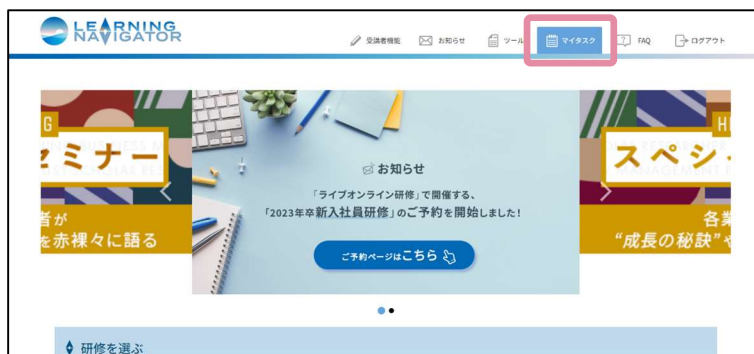 LEARNING
NAVIGATOR
受講者機能 お知らせ ツール マイタスク FAQ ログアウト
G
セミナー
者が
を赤裸々に語る
お知らせ
「ライブオンライン研修」で開催する、
「2023年卒新入社員研修」のご予約を開始しました!
ご予約ページはこちら
H
スペシ
各業
“成長の秘訣”や
研修を選ぶ